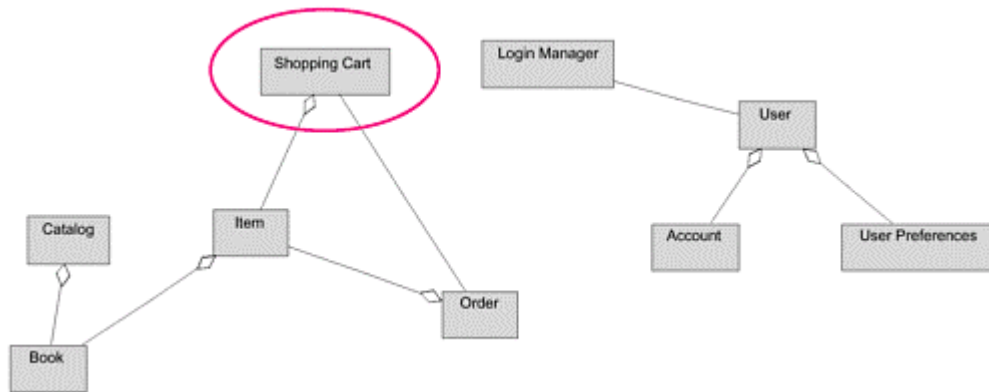 Shopping Cart
Login Manager
User
Item
Catalog
Account
User Preferences
Order
Book